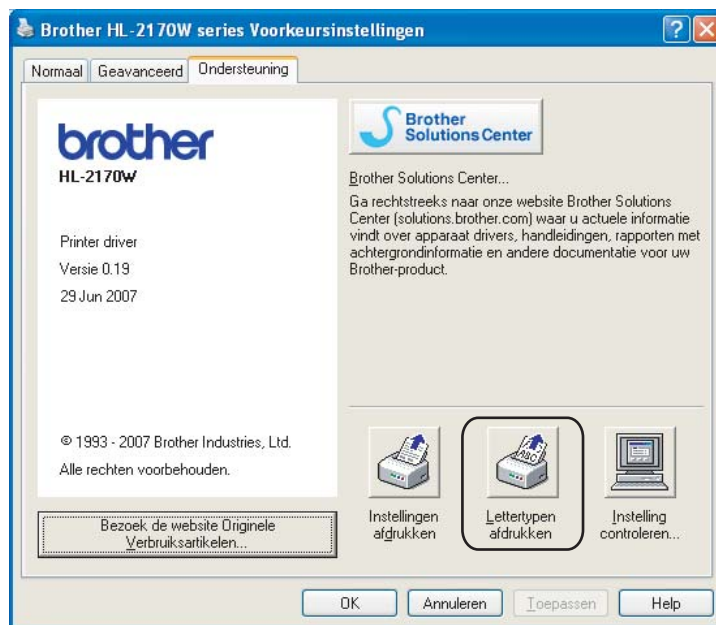 Brother HL-2170W series Voorkeursinstellingen
Normaal
Geavanceerd
Ondersteuning
brother
HL-2170W
Printer driver
Versie 0.19
29 Jun 2007
© 1993 - 2007 Brother Industries, Ltd.
Alle rechten voorbehouden.
Bezoek de website Originele
Verbruiksartikelen...
Brother
Solutions Center
Brother Solutions Center...
Ga rechtstreeks naar onze website Brother Solutions
Center (solutions.brother.com) waar u actuele informatie
vindt over apparaat drivers, handleidingen, rapporten met
achtergrondinformatie en andere documentatie voor uw
Brother-product.
ABC
Instellingen
afdrukken
Lettertypen
afdrukken
Instelling
controleren...
OK
Annuleren
Toepassen
Help